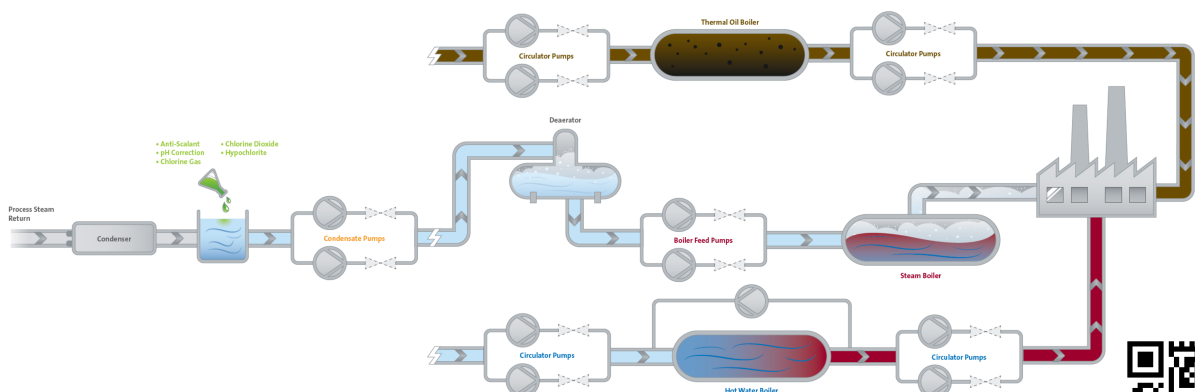 Thermal Oil Boiler
Circulator Pumps
Circulator Pumps
Deaerator
• Anti-Scalant
• pH Correction
• Chlorine Gas
• Chlorine Dioxide
• Hypochlorite
Process Steam
Return
Condenser
Condensate Pumps
Boiler Feed Pumps
Steam Boiler
Circulator Pumps
Circulator Pumps
Hot Water Boiler